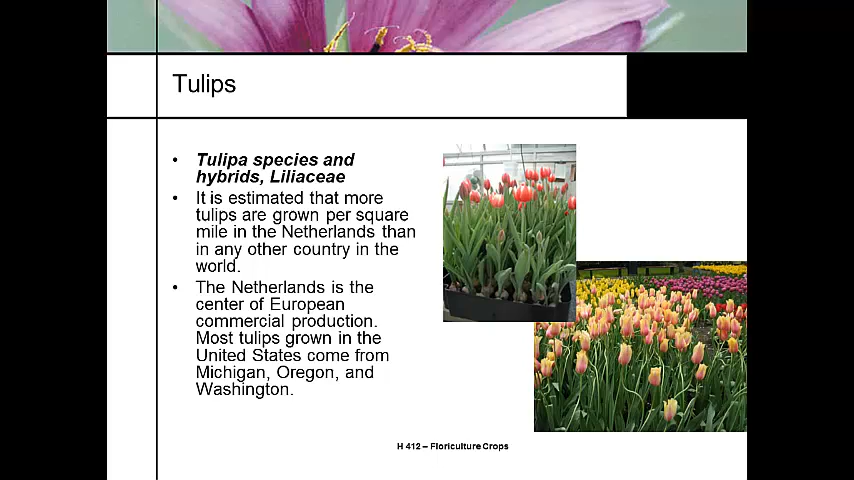 Tulips
• Tulipa species and
hybrids, Liliaceae
• It is estimated that more
tulips are grown per square
mile in the Netherlands than
in any other country in the
world.
• The Netherlands is the
center of European
commercial production.
Most tulips grown in the
United States come from
Michigan, Oregon, and
Washington.
H 412 – Floriculture Crops